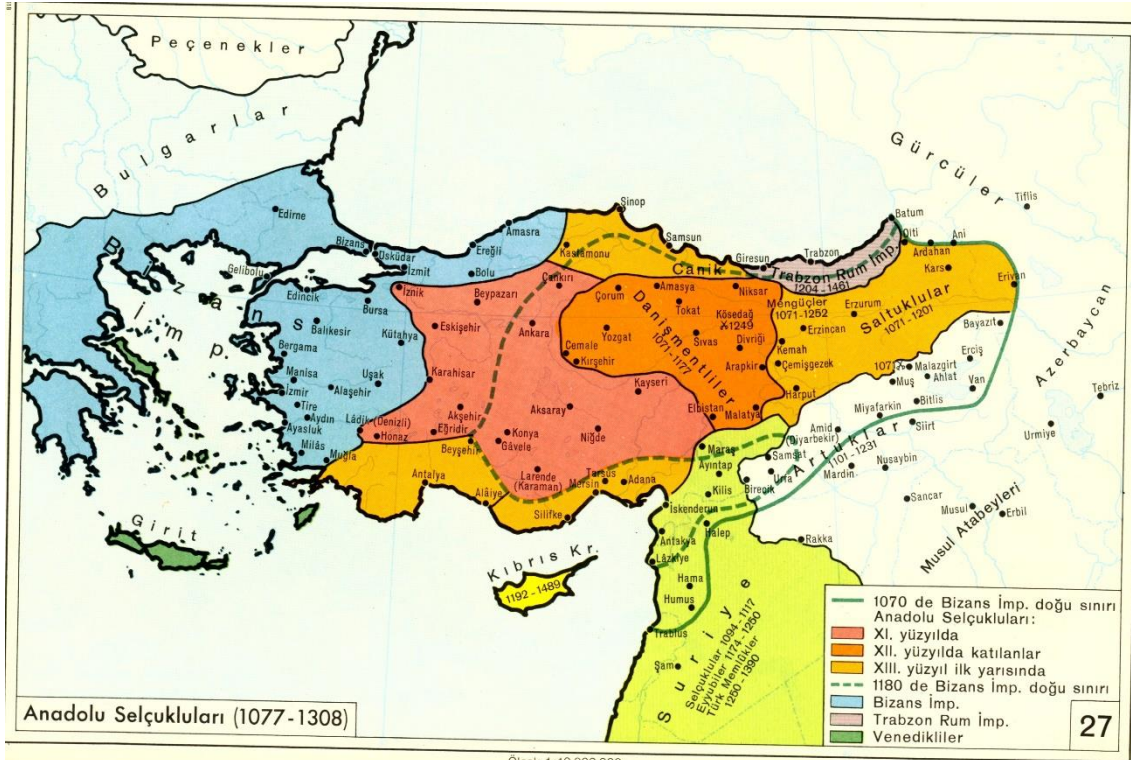 Peçenekler
Bulgarlar
Gürcüler
Tiflis
Sinop
Batum
Edirne
Amasra
Kastamonu
Samsun
Trabzon
Olti
Ani
Ardahan
Kars
Bizans
Üsküdar
Ereğli
Giresun
Trabzon Rum İmp.
1204-1461
Gelibolu
İzmit
Bolu
Canik
Erivan
Bizans İmp.
Edincik
İznik
Çankırı
Beypazarı
Çorum
Amasya
Niksar
Mengüçler
1071-1252
Erzurum
Saltuklular
1071-1201
Bursa
Tokat
Balıkesir
Kütahya
Eskişehir
Ankara
Yozgat
Danişmentliler
1071-1177
Kösedağ
1249
Sıvas
Erzincan
Bayazıt
Azerbaycan
Bergama
Cemale
Kırşehir
Divriği
Kemah
Erciş
Manisa
Uşak
Karahisar
Kayseri
Arapkir
Çemişgezek
1071
Malazgirt
Muş
Ahlat
Van
Tebriz
İzmir
Alaşehir
Harput
Tire
Aydın
Akşehir
Aksaray
Elbistan
Malatya
Miyafarkin
Bitlis
Ayasluk
Lâdik (Denizli)
Honaz
Eğridir
Konya
Gâvele
Niğde
Amid
(Diyarbekir)
Siirt
Urmiye
Milâs
Muğla
Beyşehir
Maraş
Samsat
Artuklar
1101-1231
Antalya
Larende
(Karaman)
Tarsus
Mersin
Adana
Ayıntap
Urfa
Mardin
Nusaybin
Alâiye
Kilis
Birecik
Silifke
İskenderun
Sancar
Musul
Erbil
Girit
Halep
Antakya
Rakka
Musul Atabeyleri
Kıbrıs Kr.
1192-1489
Lâzkiye
Hama
Humus
Trablus
Şam
Suriye
Selçuklular 1094-1117
Eyyubiler 1174-1250
Türk Memlûkler
1250-1390
1070 de Bizans İmp. doğu sınırı
Anadolu Selçukluları:
XI. yüzyılda
XII. yüzyılda katılanlar
XIII. yüzyıl ilk yarısında
1180 de Bizans İmp. doğu sınırı
Bizans İmp.
Trabzon Rum İmp.
Venedikliler
Anadolu Selçukluları (1077-1308)
27